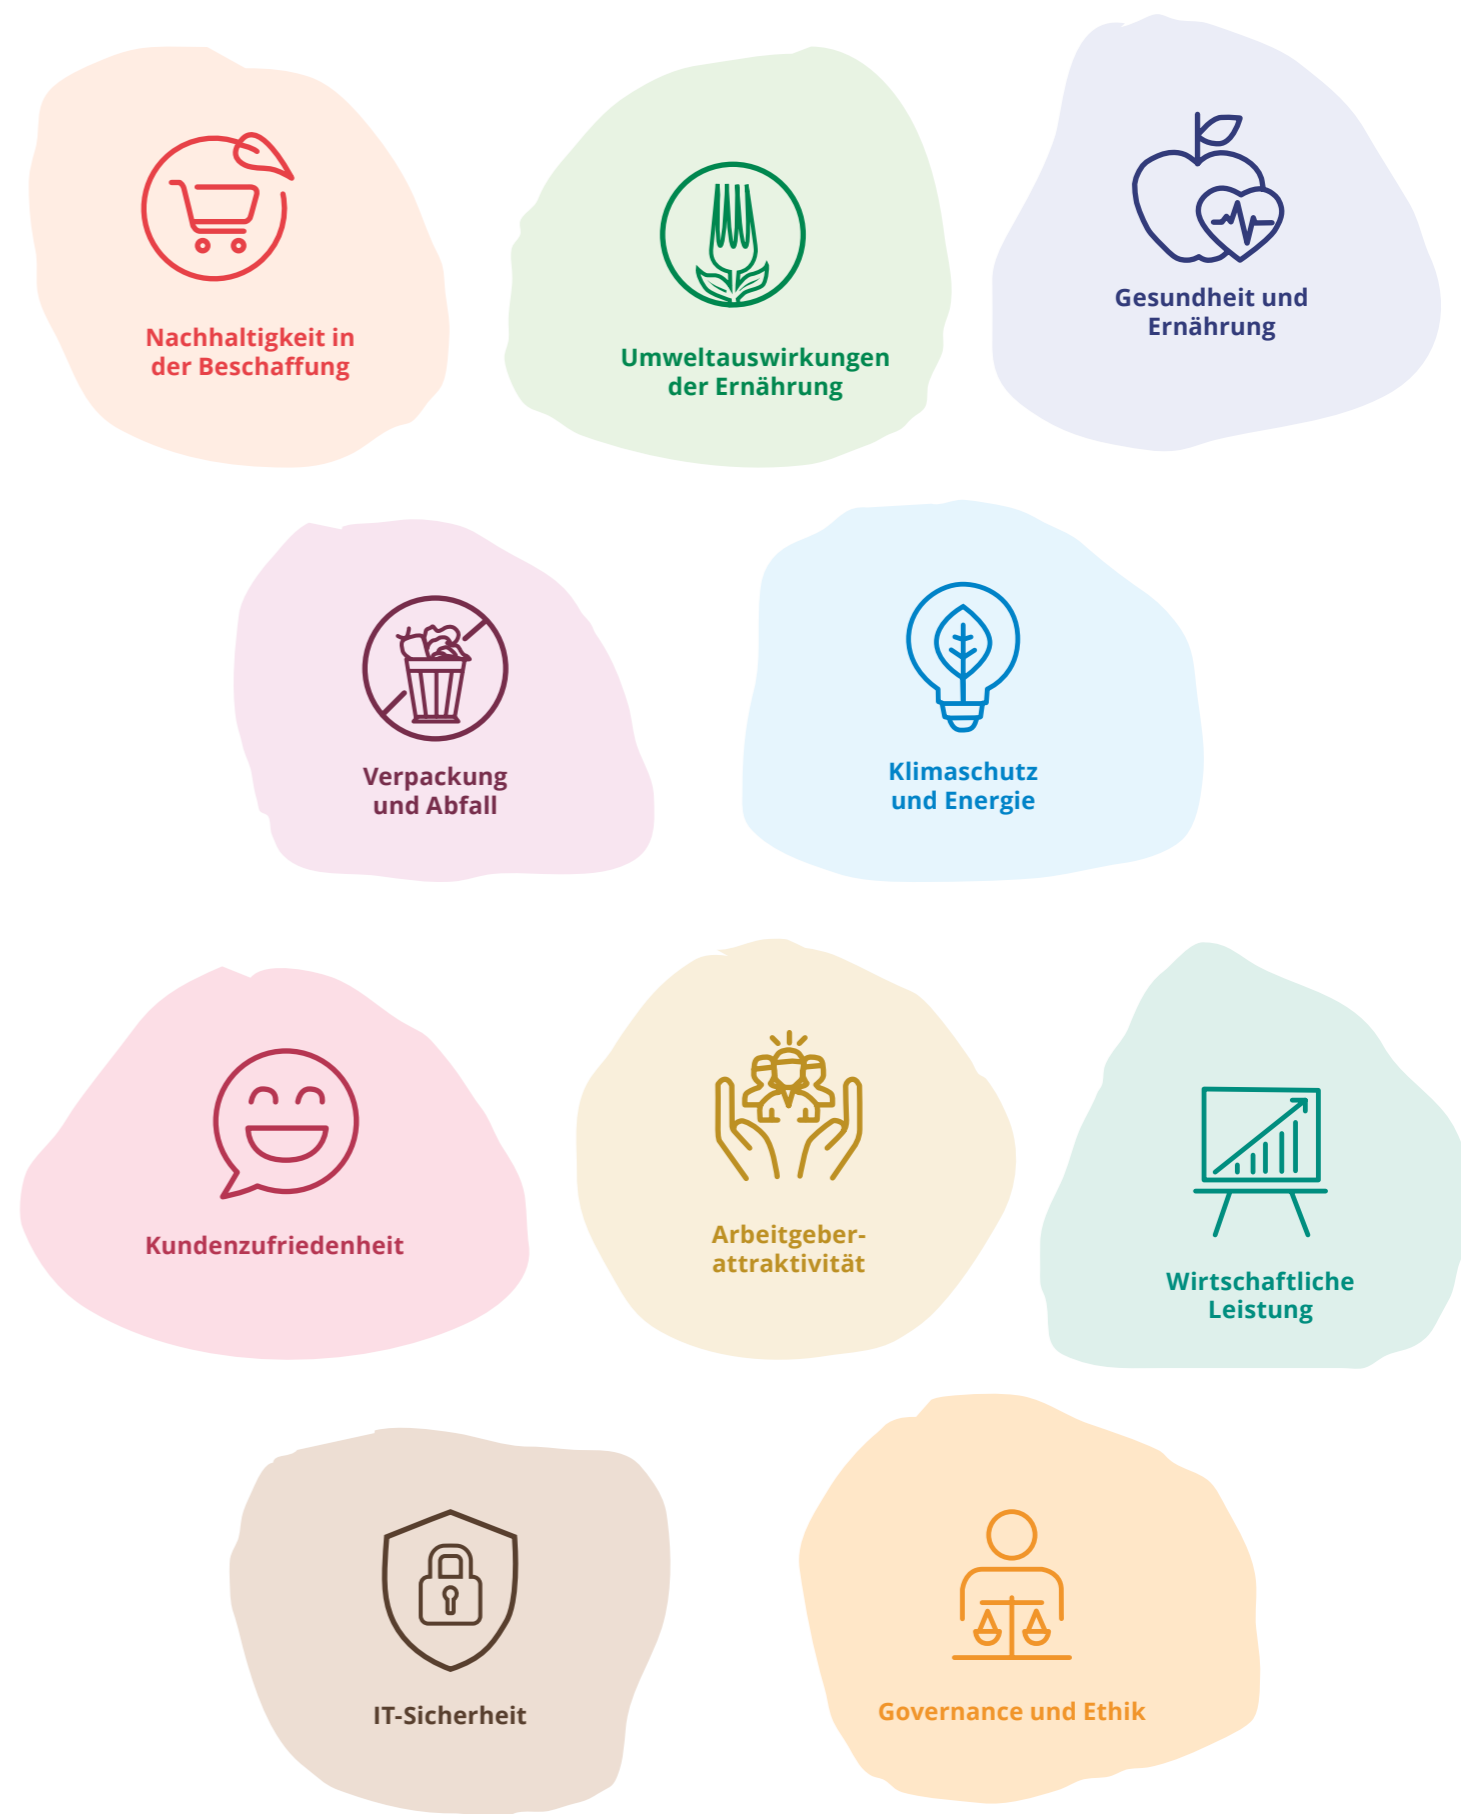 Nachhaltigkeit in
der Beschaffung
Umweltauswirkungen
der Ernährung
Gesundheit und
Ernährung
Verpackung
und Abfall
Klimaschutz
und Energie
Kundenzufriedenheit
Arbeitgeber-
attraktivität
Wirtschaftliche
Leistung
IT-Sicherheit
Governance und Ethik